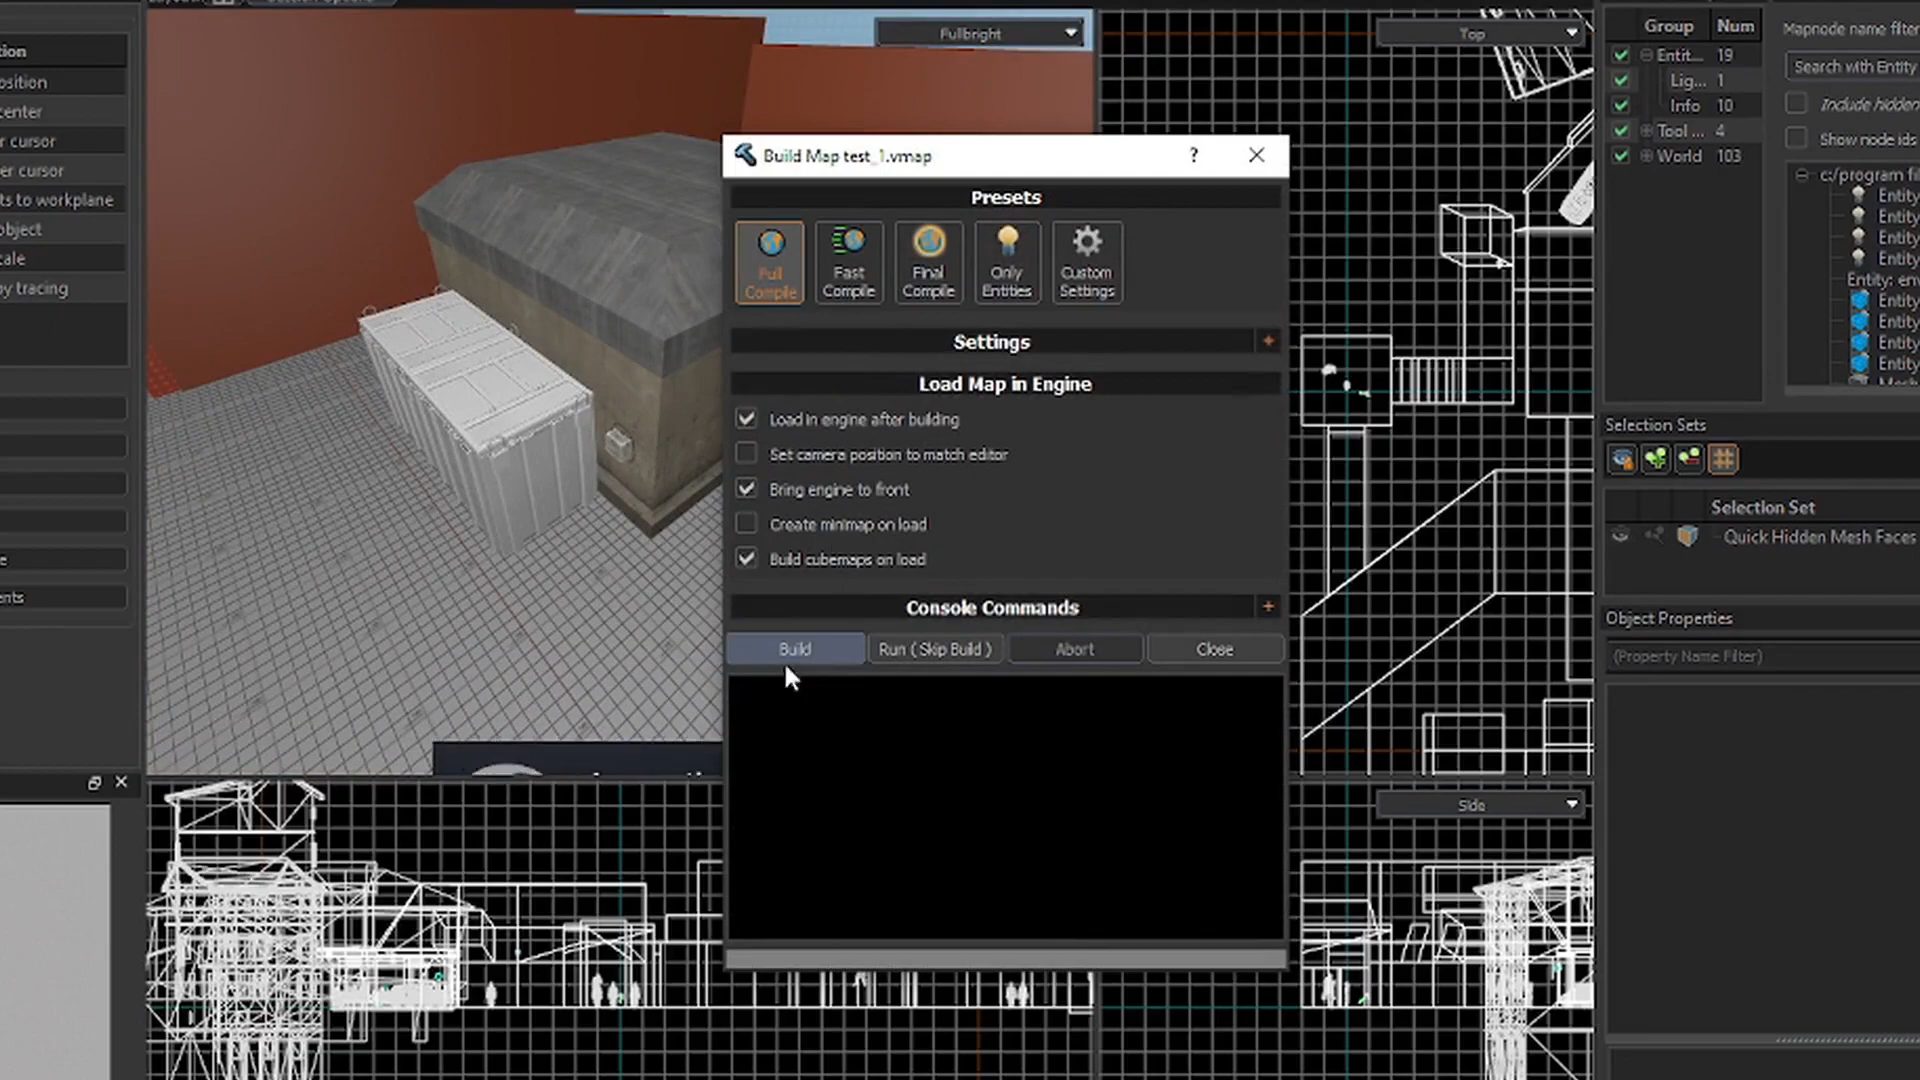 Fullbright
Top
Group
Num
Mapnode name filter
Entit...
19
Search with Entity
Lig...
1
Include hidden
Info
10
Tool ...
4
Show node ids
World
103
c:/program fil
Entity
Entity
Entity
Entity
Entity: env
Entity
Entity
Entity
Entity
Mesh
osition
center
r cursor
er cursor
ts to workplane
object
cale
by tracing
e
ents
Build Map test_1.vmap
?
Presets
Full Compile
Fast Compile
Final Compile
Only Entities
Custom Settings
Settings
+
Load Map in Engine
Load in engine after building
Set camera position to match editor
Bring engine to front
Create minimap on load
Build cubemaps on load
Console Commands
+
Build
Run ( Skip Build )
Abort
Close
Selection Sets
Selection Set
Quick Hidden Mesh Faces
Object Properties
(Property Name Filter)
Side